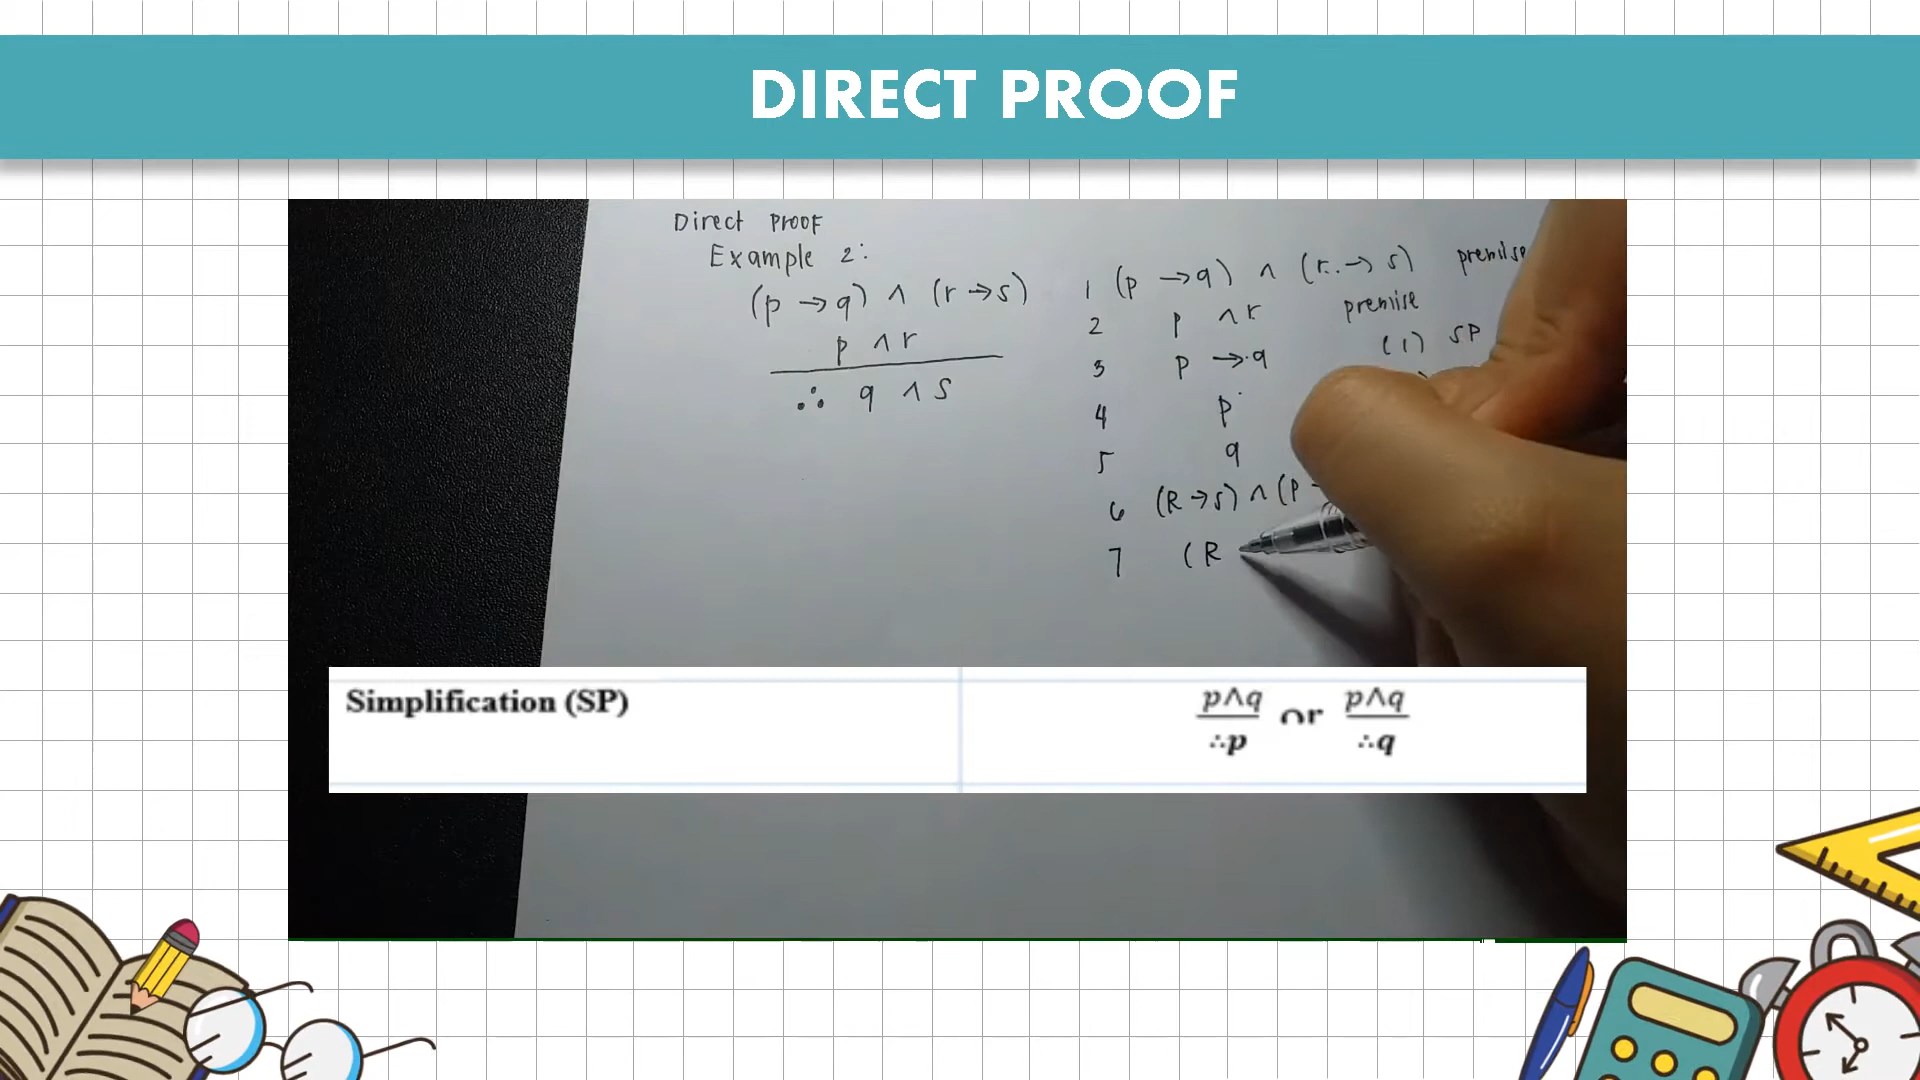 DIRECT PROOF
Direct Proof
Example 2:
(p → q) ∧ (r → s)
p ∧ r
∴ q ∧ s
1 (p → q) ∧ (r → s) premise
2 p ∧ r premise
3 p → q (1) SP
4 p
5 q
6 (R → s) ∧ (P
7 (R
Simplification (SP)
p∧q or p∧q
∴p ∴q